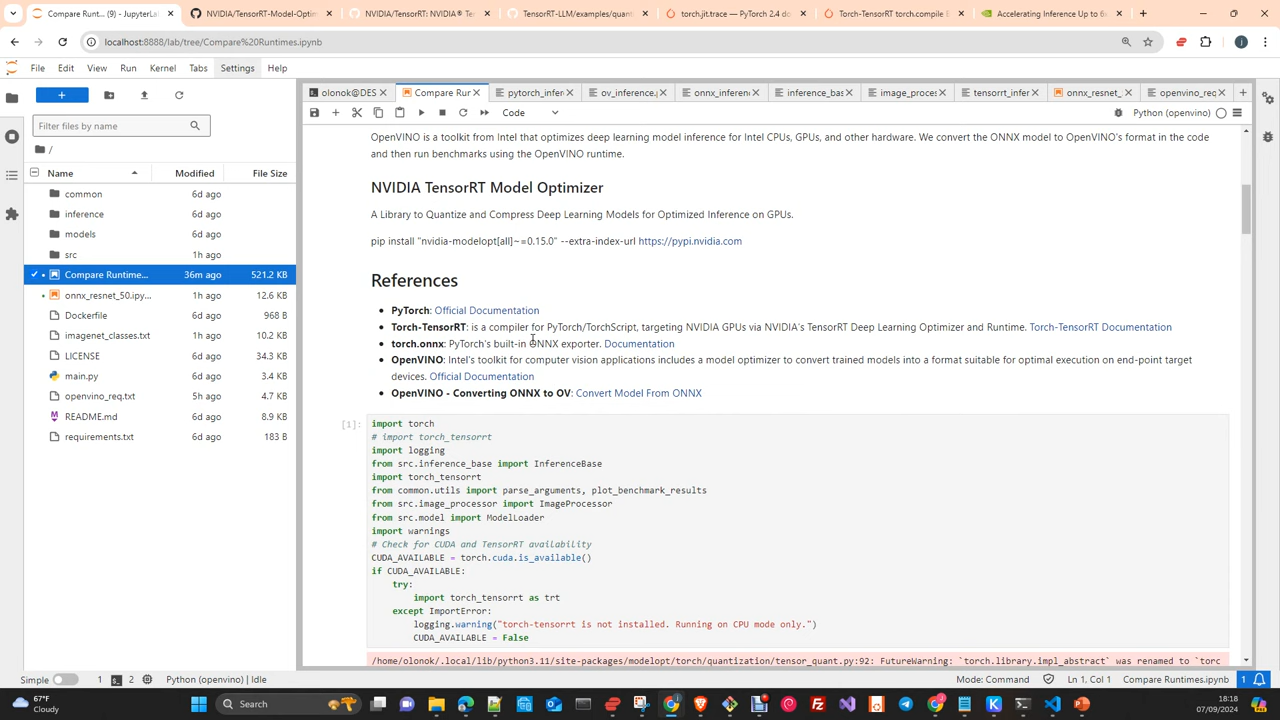 Compare Run... (9) - JupyterLab
NVIDIA/TensorRT-Model-Optim
NVIDIA/TensorRT: NVIDIA® Te
TensorRT-LLM/examples/quan
torch.jit.trace — PyTorch 2.4 do
Torch-TensorRT torch.compile B
Accelerating Inference Up to 6x
localhost:8888/lab/tree/Compare%20Runtimes.ipynb
File Edit View Run Kernel Tabs Settings Help
olonok@DES
Compare Rur
pytorch_infer
ov_inference.
onnx_inferen
inference_bas
image_proces
tensorrt_infer
onnx_resnet_
openvino_req
Code
Python (openvino)
Filter files by name
/
Name Modified File Size
common 6d ago
inference 6d ago
models 6d ago
src 1h ago
Compare Runtime... 36m ago 521.2 KB
onnx_resnet_50.ipy... 1h ago 12.6 KB
Dockerfile 6d ago
imagenet_classes.txt 6d ago 10.2 KB
LICENSE 6d ago 34.3 KB
main.py 6d ago 3.4 KB
openvino_req.txt 5h ago 4.7 KB
README.md 6d ago 8.9 KB
requirements.txt 6d ago 183 B
OpenVINO is a toolkit from Intel that optimizes deep learning model inference for Intel CPUs, GPUs, and other hardware. We convert the ONNX model to OpenVINO's format in the code
and then run benchmarks using the OpenVINO runtime.
NVIDIA TensorRT Model Optimizer
A Library to Quantize and Compress Deep Learning Models for Optimized Inference on GPUs.
pip install "nvidia-modelopt[all]~=0.15.0" --extra-index-url https://pypi.nvidia.com
References
PyTorch: Official Documentation
Torch-TensorRT: is a compiler for PyTorch/TorchScript, targeting NVIDIA GPUs via NVIDIA's TensorRT Deep Learning Optimizer and Runtime. Torch-TensorRT Documentation
torch.onnx: PyTorch's built-in ONNX exporter. Documentation
OpenVINO: Intel's toolkit for computer vision applications includes a model optimizer to convert trained models into a format suitable for optimal execution on end-point target
devices. Official Documentation
OpenVINO - Converting ONNX to OV: Convert Model From ONNX
[1]:
import torch
# import torch_tensorrt
import logging
from src.inference_base import InferenceBase
import torch_tensorrt
from common.utils import parse_arguments, plot_benchmark_results
from src.image_processor import ImageProcessor
from src.model import ModelLoader
import warnings
# Check for CUDA and TensorRT availability
CUDA_AVAILABLE = torch.cuda.is_available()
if CUDA_AVAILABLE:
try:
import torch_tensorrt as trt
except ImportError:
logging.warning("torch-tensorrt is not installed. Running on CPU mode only.")
CUDA_AVAILABLE = False
/home/olonok/.local/lib/python3.11/site-packages/modelopt/torch/quantization/tensor_quant.py:92: FutureWarning: `torch.library.impl_abstract` was renamed to `torc
Simple 1 2 Python (openvino) | Idle Mode: Command Ln 1, Col 1 Compare Runtimes.ipynb 1
67°F
Cloudy
Search
18:18
07/09/2024